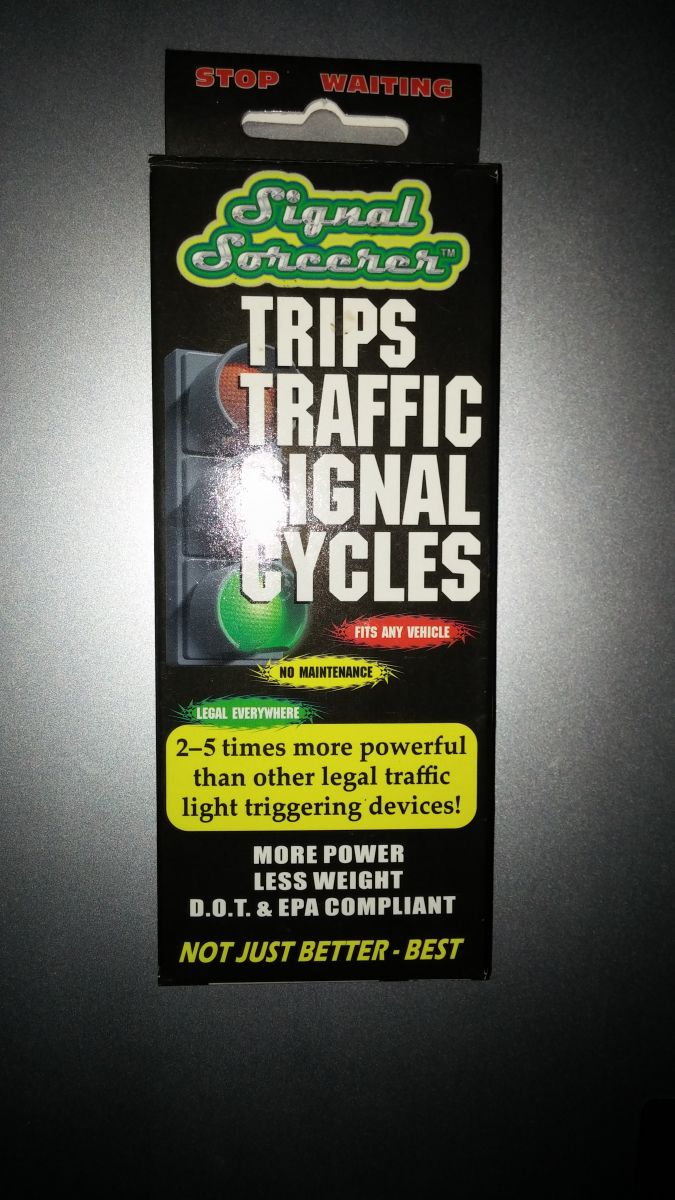 STOP WAITING
Signal
Sorcerer™
TRIPS
TRAFFIC
SIGNAL
CYCLES
FITS ANY VEHICLE
NO MAINTENANCE
LEGAL EVERYWHERE
2–5 times more powerful
than other legal traffic
light triggering devices!
MORE POWER
LESS WEIGHT
D.O.T. & EPA COMPLIANT
NOT JUST BETTER - BEST